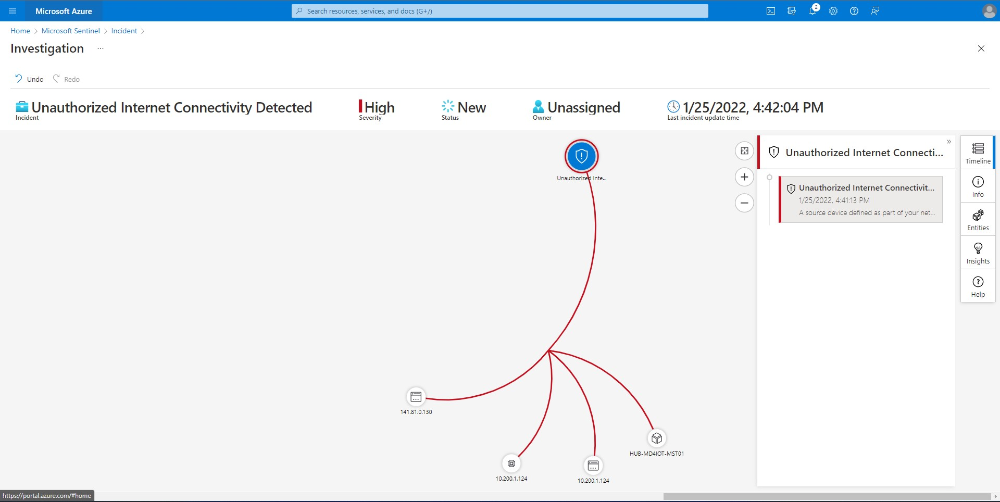 Microsoft Azure
Search resources, services, and docs (G+/)
2
Home > Microsoft Sentinel > Incident >
Investigation ...
Undo
Redo
Unauthorized Internet Connectivity Detected
Incident
High
Severity
New
Status
Unassigned
Owner
1/25/2022, 4:42:04 PM
Last incident update time
Unauthorized Inte...
141.81.0.130
10.200.1.124
10.200.1.124
HUB-MD4IOT-MST01
Unauthorized Internet Connecti...
Unauthorized Internet Connectivit...
1/25/2022, 4:41:13 PM
A source device defined as part of your net...
Timeline
Info
Entities
Insights
Help
https://portal.azure.com/#home